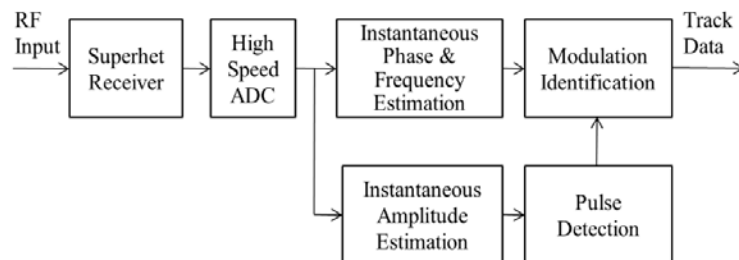 RF
Input
Superhet
Receiver
High
Speed
ADC
Instantaneous
Phase &
Frequency
Estimation
Modulation
Identification
Track
Data
Instantaneous
Amplitude
Estimation
Pulse
Detection